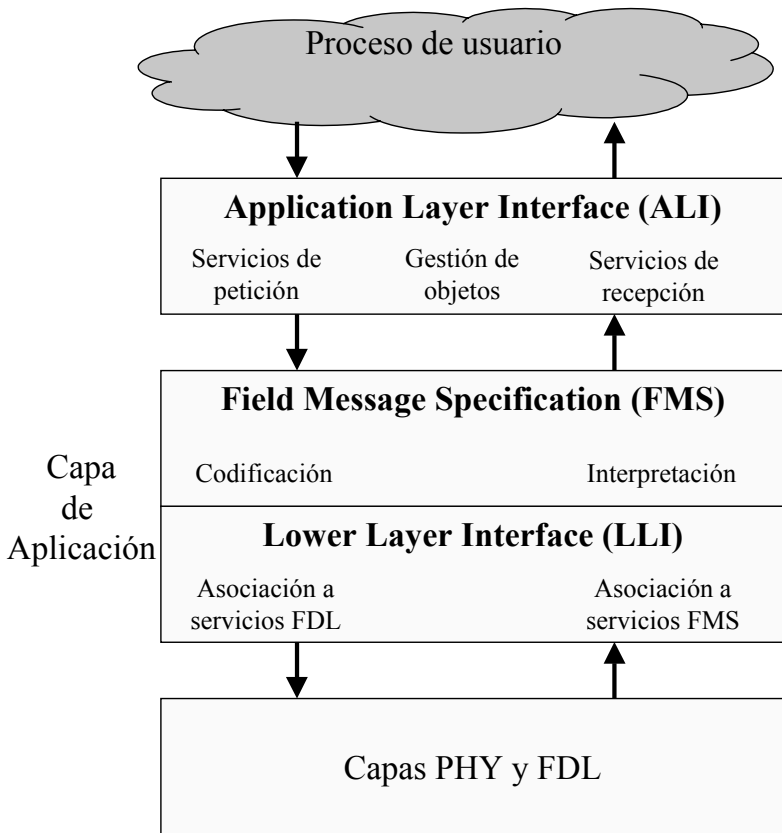 Proceso de usuario
Application Layer Interface (ALI)
Servicios de
petición
Gestión de
objetos
Servicios de
recepción
Field Message Specification (FMS)
Codificación
Interpretación
Capa
de
Aplicación
Lower Layer Interface (LLI)
Asociación a
servicios FDL
Asociación a
servicios FMS
Capas PHY y FDL